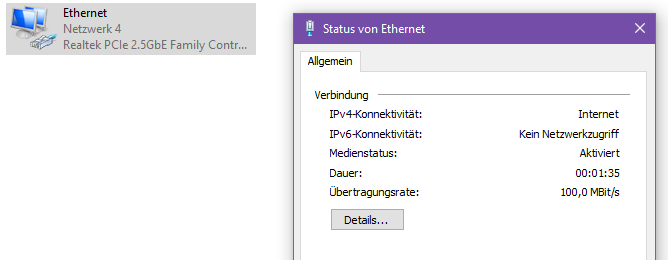 Ethernet
Netzwerk 4
Realtek PCIe 2.5GbE Family Contr...
Status von Ethernet
Allgemein
Verbindung
IPv4-Konnektivität: Internet
IPv6-Konnektivität: Kein Netzwerkzugriff
Medienstatus: Aktiviert
Dauer: 00:01:35
Übertragungsrate: 100,0 MBit/s
Details...